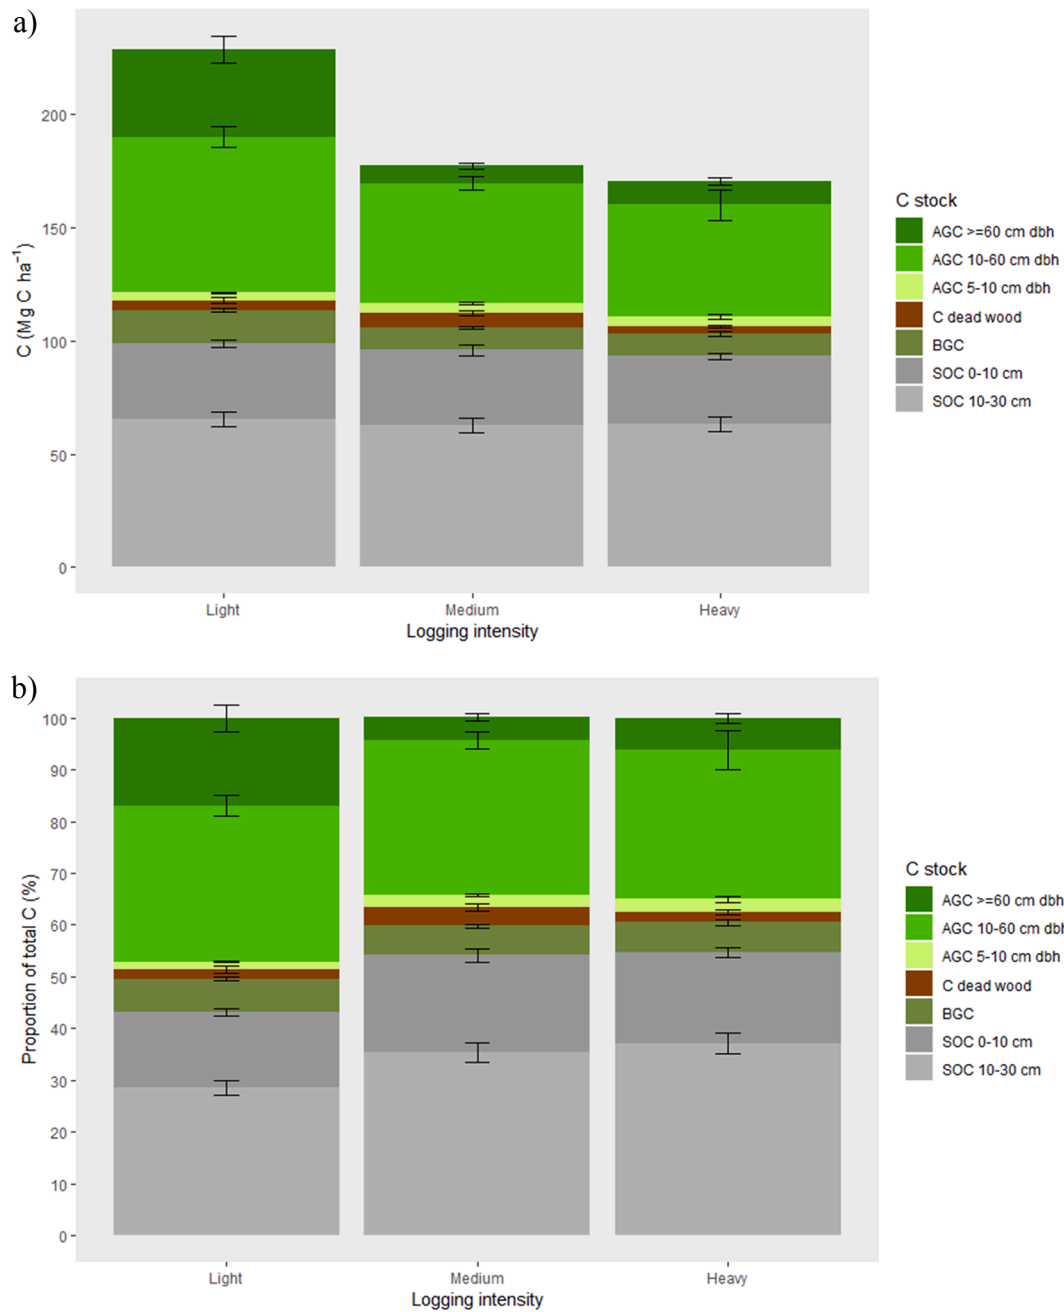 a)
200
150
100
50
0
C (Mg C ha⁻¹)
Light
Medium
Heavy
Logging intensity
C stock
AGC >=60 cm dbh
AGC 10-60 cm dbh
AGC 5-10 cm dbh
C dead wood
BGC
SOC 0-10 cm
SOC 10-30 cm
b)
100
90
80
70
60
50
40
30
20
10
0
Proportion of total C (%)
Light
Medium
Heavy
Logging intensity
C stock
AGC >=60 cm dbh
AGC 10-60 cm dbh
AGC 5-10 cm dbh
C dead wood
BGC
SOC 0-10 cm
SOC 10-30 cm